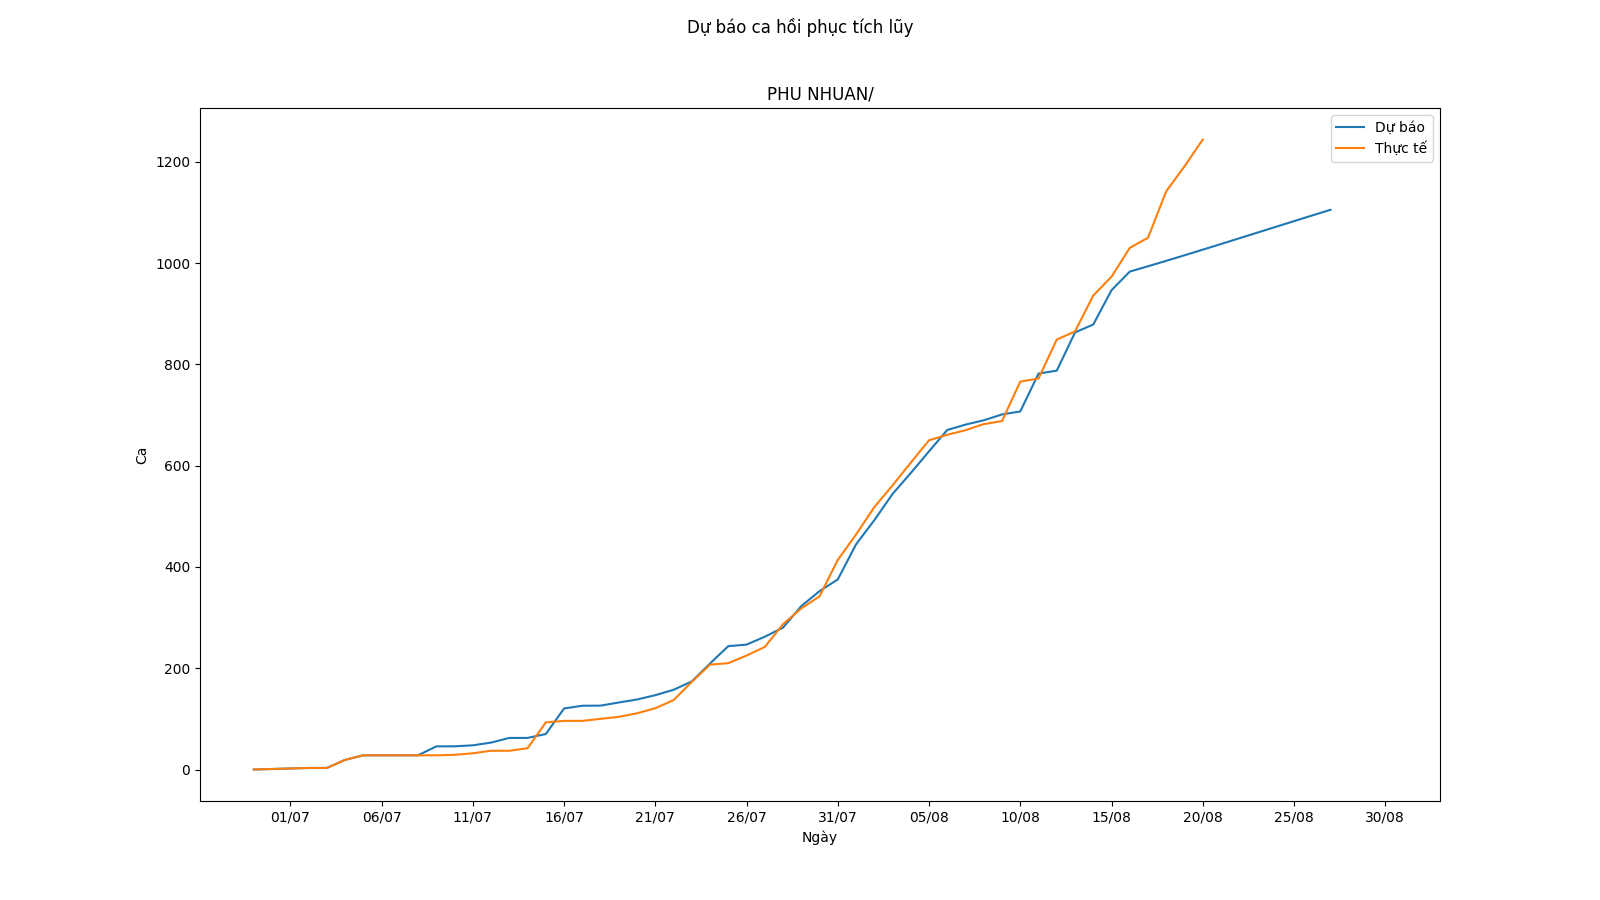 Dự báo ca hồi phục tích lũy
PHU NHUAN/
Dự báo
Thực tế
1200
1000
800
600
400
200
0
Ca
01/07 06/07 11/07 16/07 21/07 26/07 31/07 05/08 10/08 15/08 20/08 25/08 30/08
Ngày